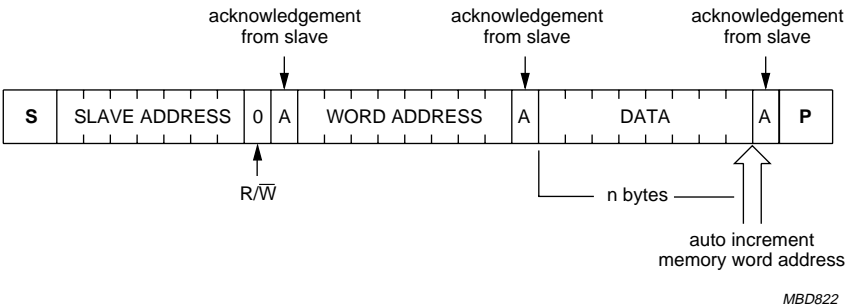 acknowledgement
from slave
acknowledgement
from slave
acknowledgement
from slave
S SLAVE ADDRESS 0 A WORD ADDRESS A DATA A P
R/W̅
n bytes
auto increment
memory word address
MBD822